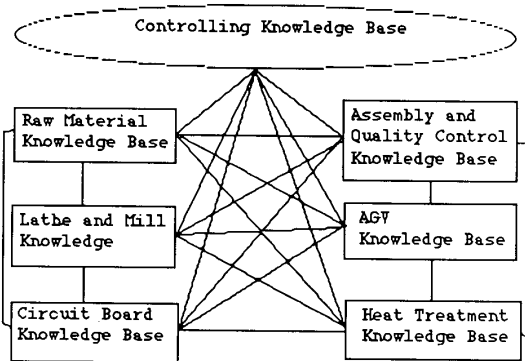 Controlling Knowledge Base
Raw Material
Knowledge Base
Assembly and
Quality Control
Knowledge Base
Lathe and Mill
Knowledge
AGV
Knowledge Base
Circuit Board
Knowledge Base
Heat Treatment
Knowledge Base